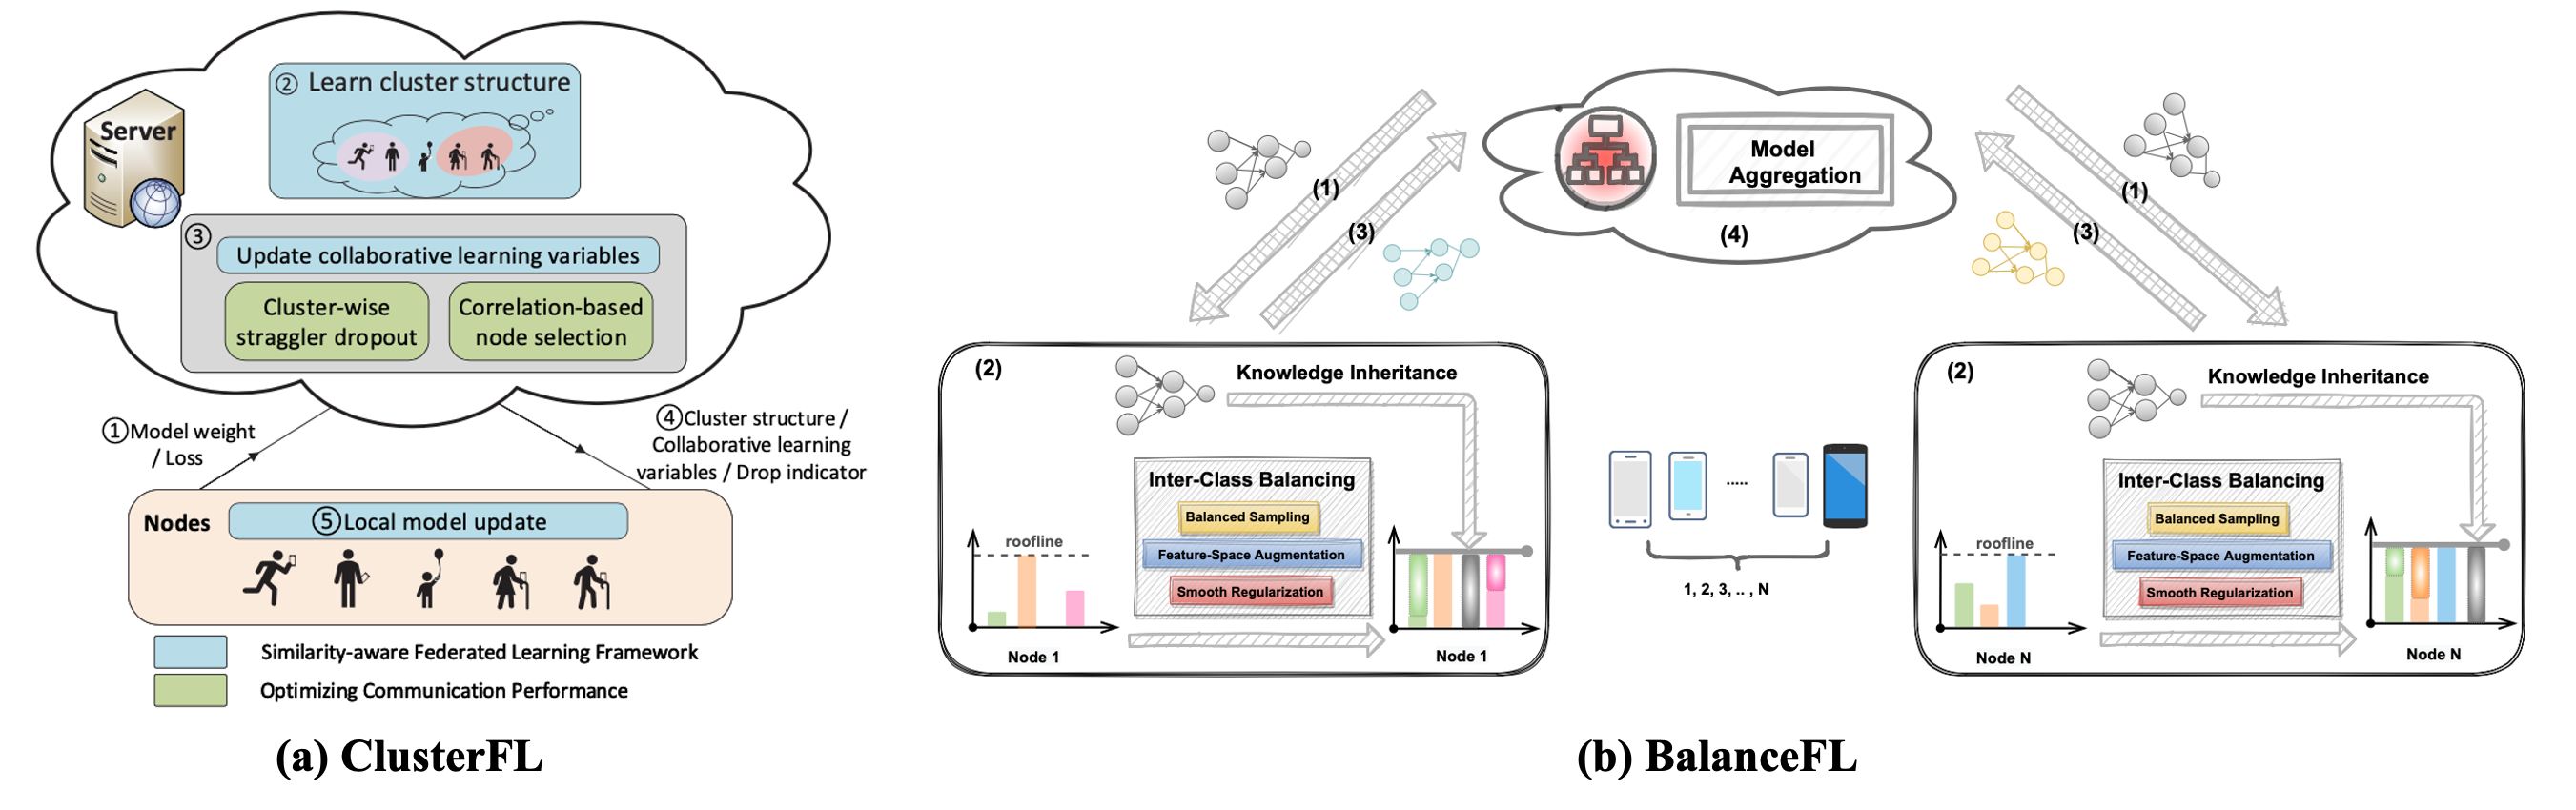 ② Learn cluster structure
Server
③
Update collaborative learning variables
Cluster-wise
straggler dropout
Correlation-based
node selection
①Model weight
/ Loss
④Cluster structure /
Collaborative learning
variables / Drop indicator
Nodes
⑤Local model update
Similarity-aware Federated Learning Framework
Optimizing Communication Performance
(a) ClusterFL
(1)
(3)
Model
Aggregation
(4)
(1)
(3)
(2)
Knowledge Inheritance
Inter-Class Balancing
Balanced Sampling
Feature-Space Augmentation
Smooth Regularization
roofline
Node 1
Node 1
.....
1, 2, 3, .. , N
(2)
Knowledge Inheritance
Inter-Class Balancing
Balanced Sampling
Feature-Space Augmentation
Smooth Regularization
roofline
Node N
Node N
(b) BalanceFL